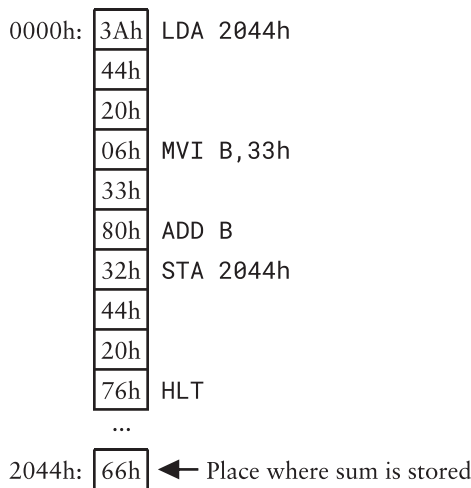 0000h: 3Ah LDA 2044h
44h
20h
06h MVI B,33h
33h
80h ADD B
32h STA 2044h
44h
20h
76h HLT
...
2044h: 66h Place where sum is stored